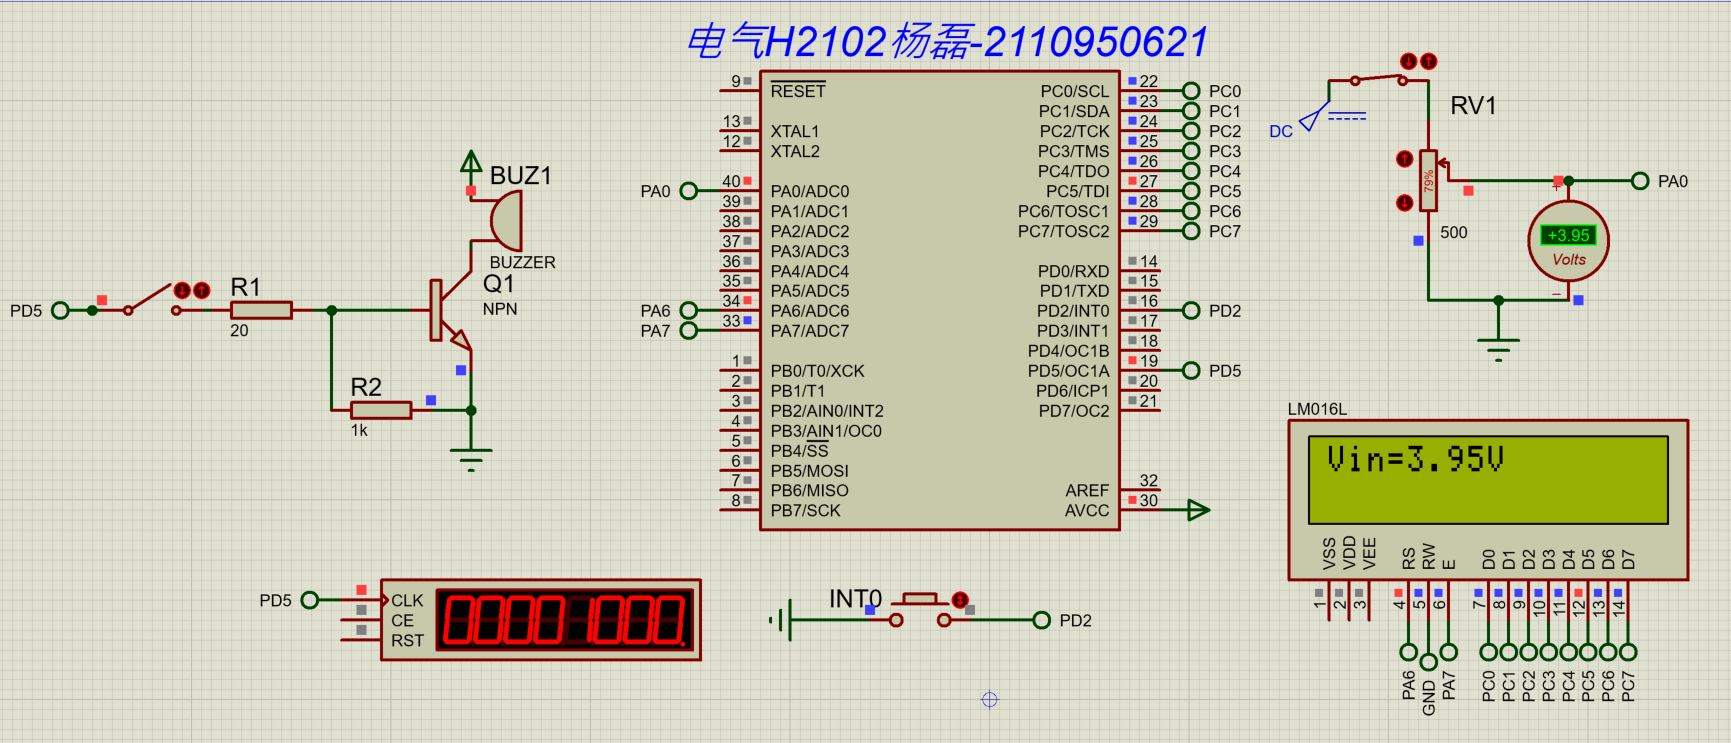 电气H2102杨磊-2110950621
9 RESET
13 XTAL1
12 XTAL2
PA0 40 PA0/ADC0
39 PA1/ADC1
38 PA2/ADC2
37 PA3/ADC3
36 PA4/ADC4
35 PA5/ADC5
PA6 34 PA6/ADC6
PA7 33 PA7/ADC7
1 PB0/T0/XCK
2 PB1/T1
3 PB2/AIN0/INT2
4 PB3/AIN1/OC0
5 PB4/SS
6 PB5/MOSI
7 PB6/MISO
8 PB7/SCK
PC0/SCL 22 PC0
PC1/SDA 23 PC1
PC2/TCK 24 PC2
PC3/TMS 25 PC3
PC4/TDO 26 PC4
PC5/TDI 27 PC5
PC6/TOSC1 28 PC6
PC7/TOSC2 29 PC7
PD0/RXD 14
PD1/TXD 15
PD2/INT0 16 PD2
PD3/INT1 17
PD4/OC1B 18
PD5/OC1A 19 PD5
PD6/ICP1 20
PD7/OC2 21
AREF 32
AVCC 30
BUZ1
BUZZER
Q1
NPN
PD5
R1
20
R2
1k
DC
RV1
79%
500
PA0
+
+3.95
Volts
−
LM016L
Vin=3.95V
VSS VDD VEE RS RW E D0 D1 D2 D3 D4 D5 D6 D7
1 2 3 4 5 6 7 8 9 10 11 12 13 14
PA6 GND PA7 PC0 PC1 PC2 PC3 PC4 PC5 PC6 PC7
PD5 CLK
CE
RST
0000 1000.
INT0
PD2